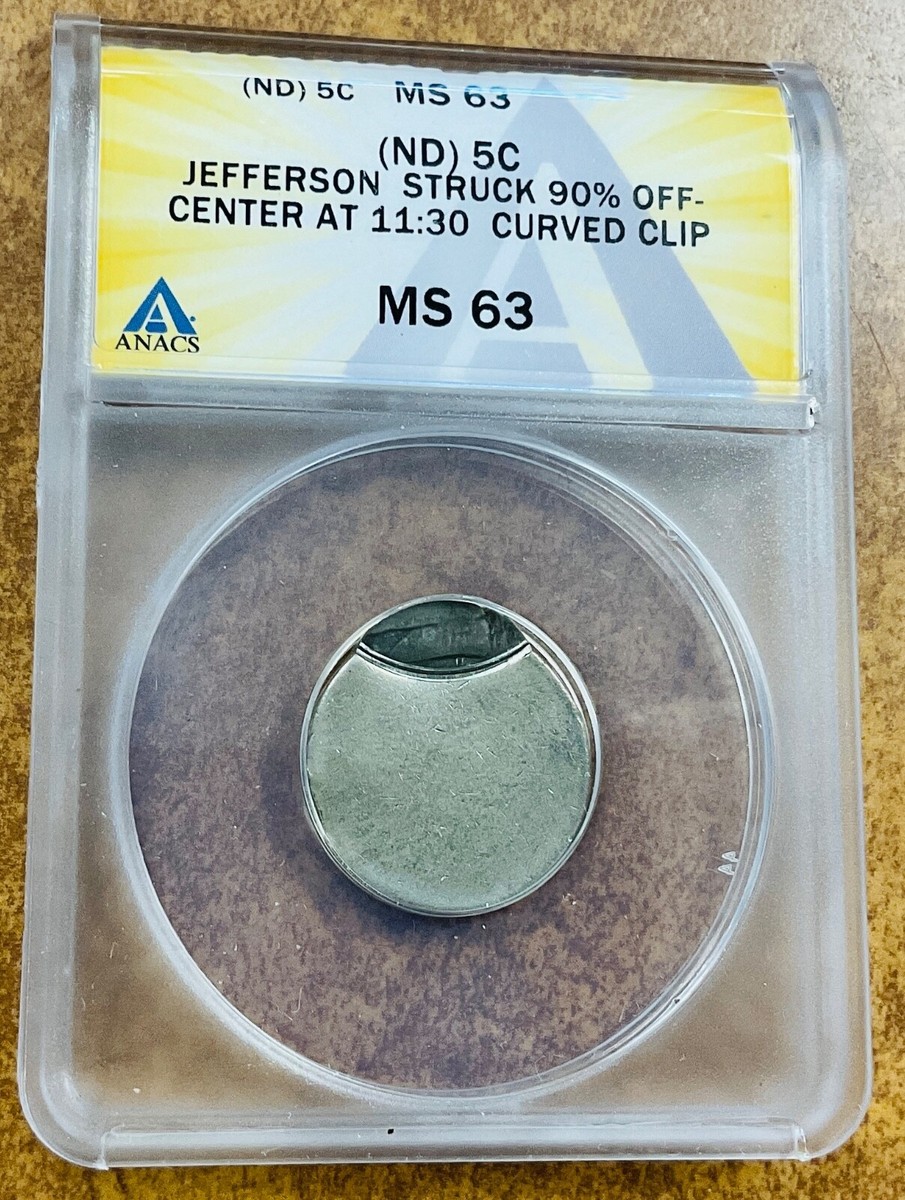 (ND) 5C MS 63
(ND) 5C
JEFFERSON STRUCK 90% OFF-
CENTER AT 11:30 CURVED CLIP
MS 63
ANACS